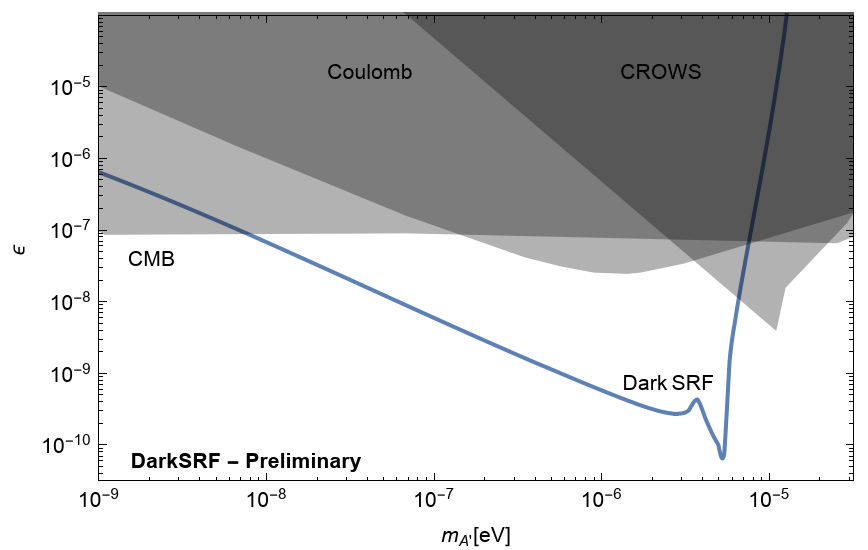 Coulomb
CROWS
10⁻⁵
10⁻⁶
10⁻⁷
ϵ
CMB
10⁻⁸
10⁻⁹
Dark SRF
10⁻¹⁰
DarkSRF – Preliminary
10⁻⁹ 10⁻⁸ 10⁻⁷ 10⁻⁶ 10⁻⁵
m_A'[eV]